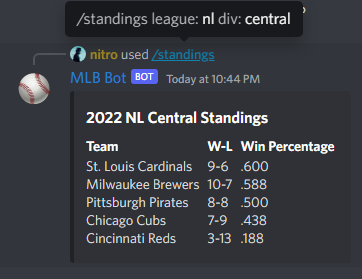 /standings league: nl div: central
nitro used /standings
MLB Bot BOT Today at 10:44 PM
2022 NL Central Standings
Team W-L Win Percentage
St. Louis Cardinals 9-6 .600
Milwaukee Brewers 10-7 .588
Pittsburgh Pirates 8-8 .500
Chicago Cubs 7-9 .438
Cincinnati Reds 3-13 .188